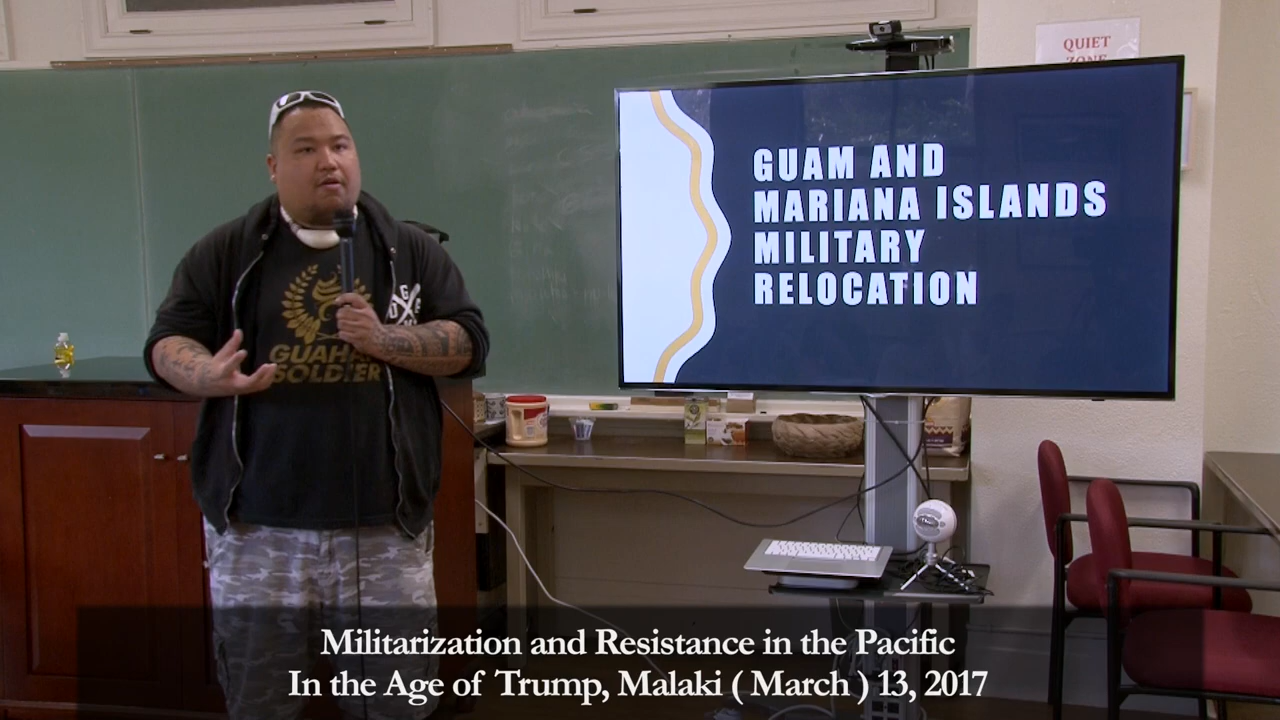 QUIET
ZONE
GUAM AND
MARIANA ISLANDS
MILITARY
RELOCATION
SOLDIER
Militarization and Resistance in the Pacific
In the Age of Trump, Malaki ( March ) 13, 2017